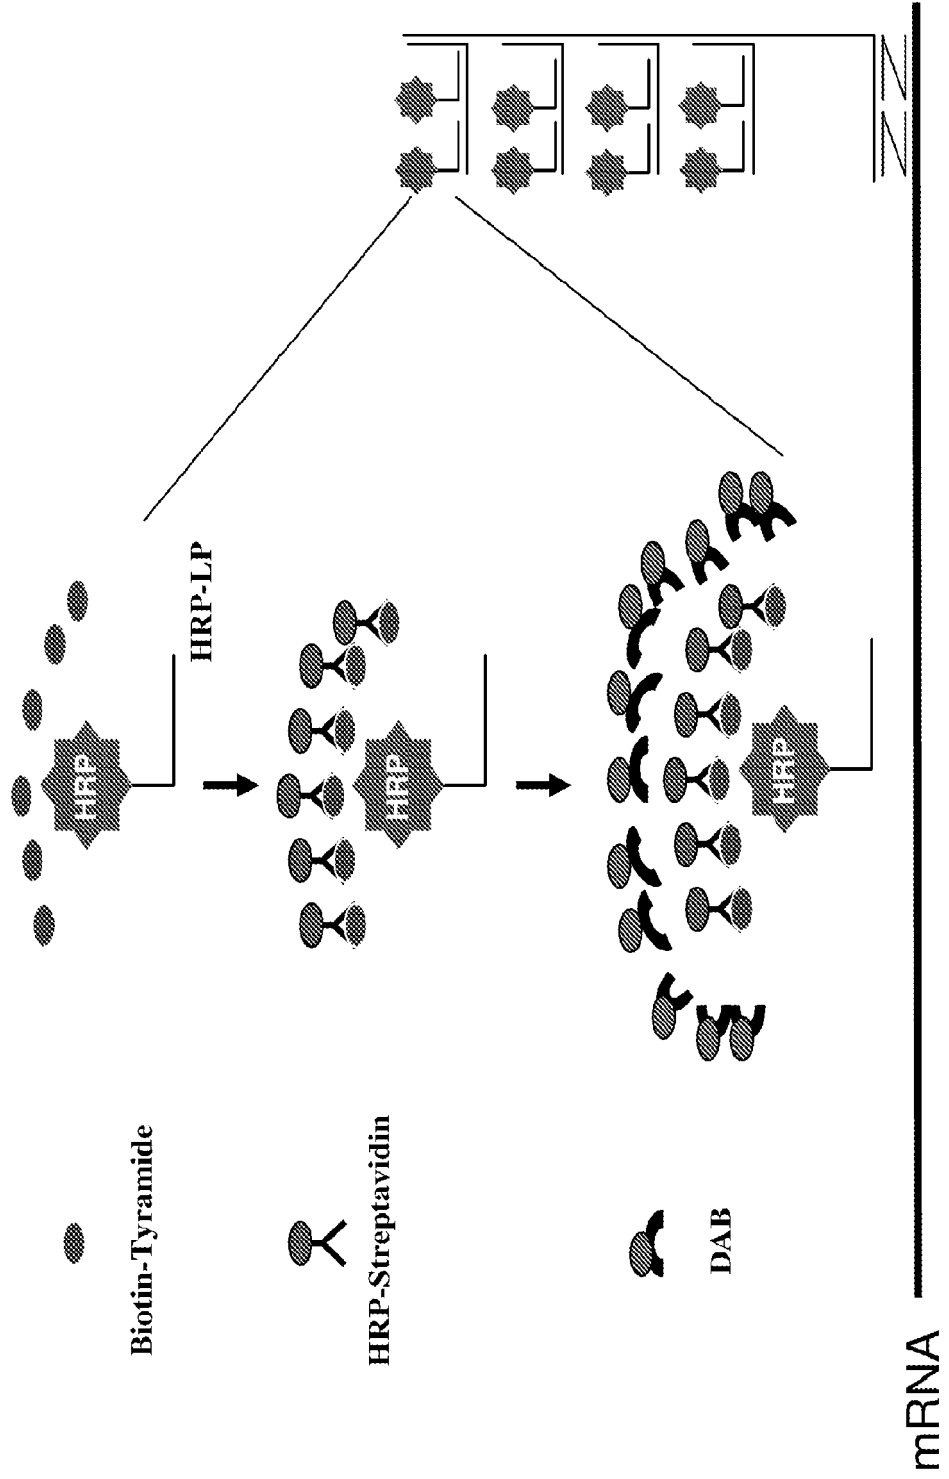 Biotin-Tyramide
HRP
HRP-LP
HRP-Streptavidin
HRP
DAB
HRP
mRNA